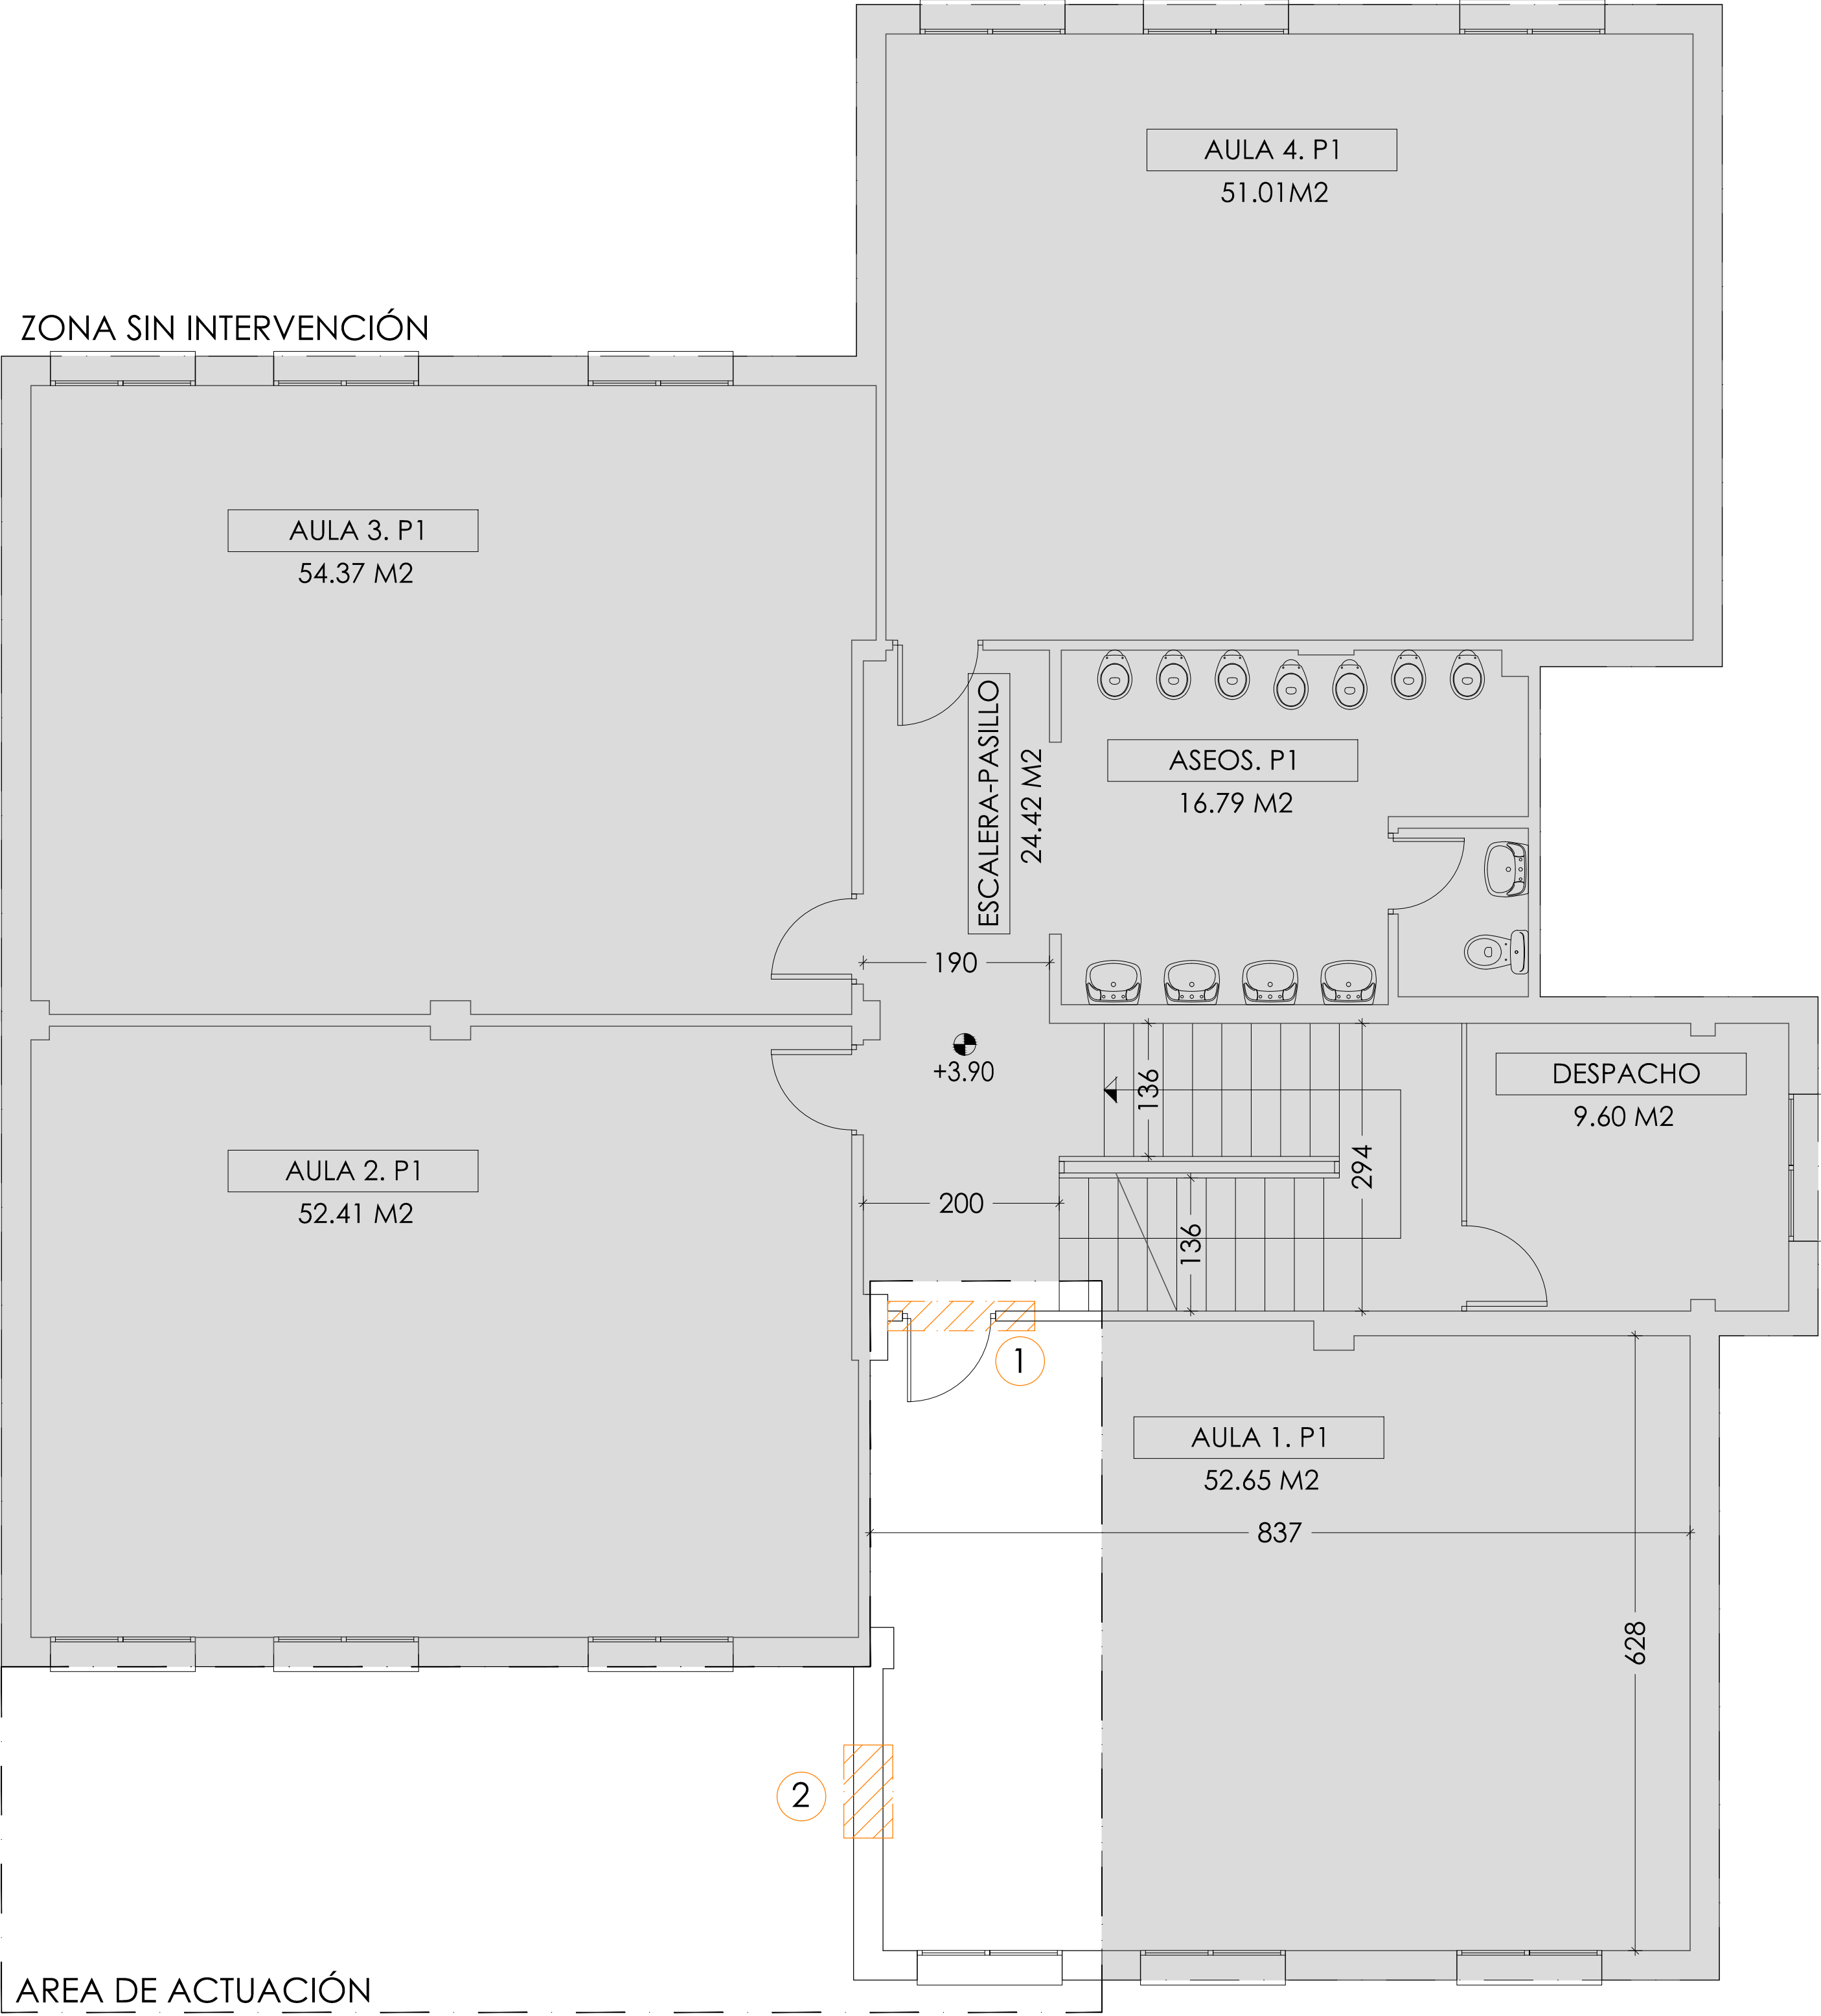 AULA 4. P1
51.01M2
ZONA SIN INTERVENCIÓN
AULA 3. P1
54.37 M2
ESCALERA-PASILLO
24.42 M2
ASEOS. P1
16.79 M2
190
+3.90
136
DESPACHO
9.60 M2
294
AULA 2. P1
52.41 M2
200
136
1
AULA 1. P1
52.65 M2
837
628
2
AREA DE ACTUACIÓN